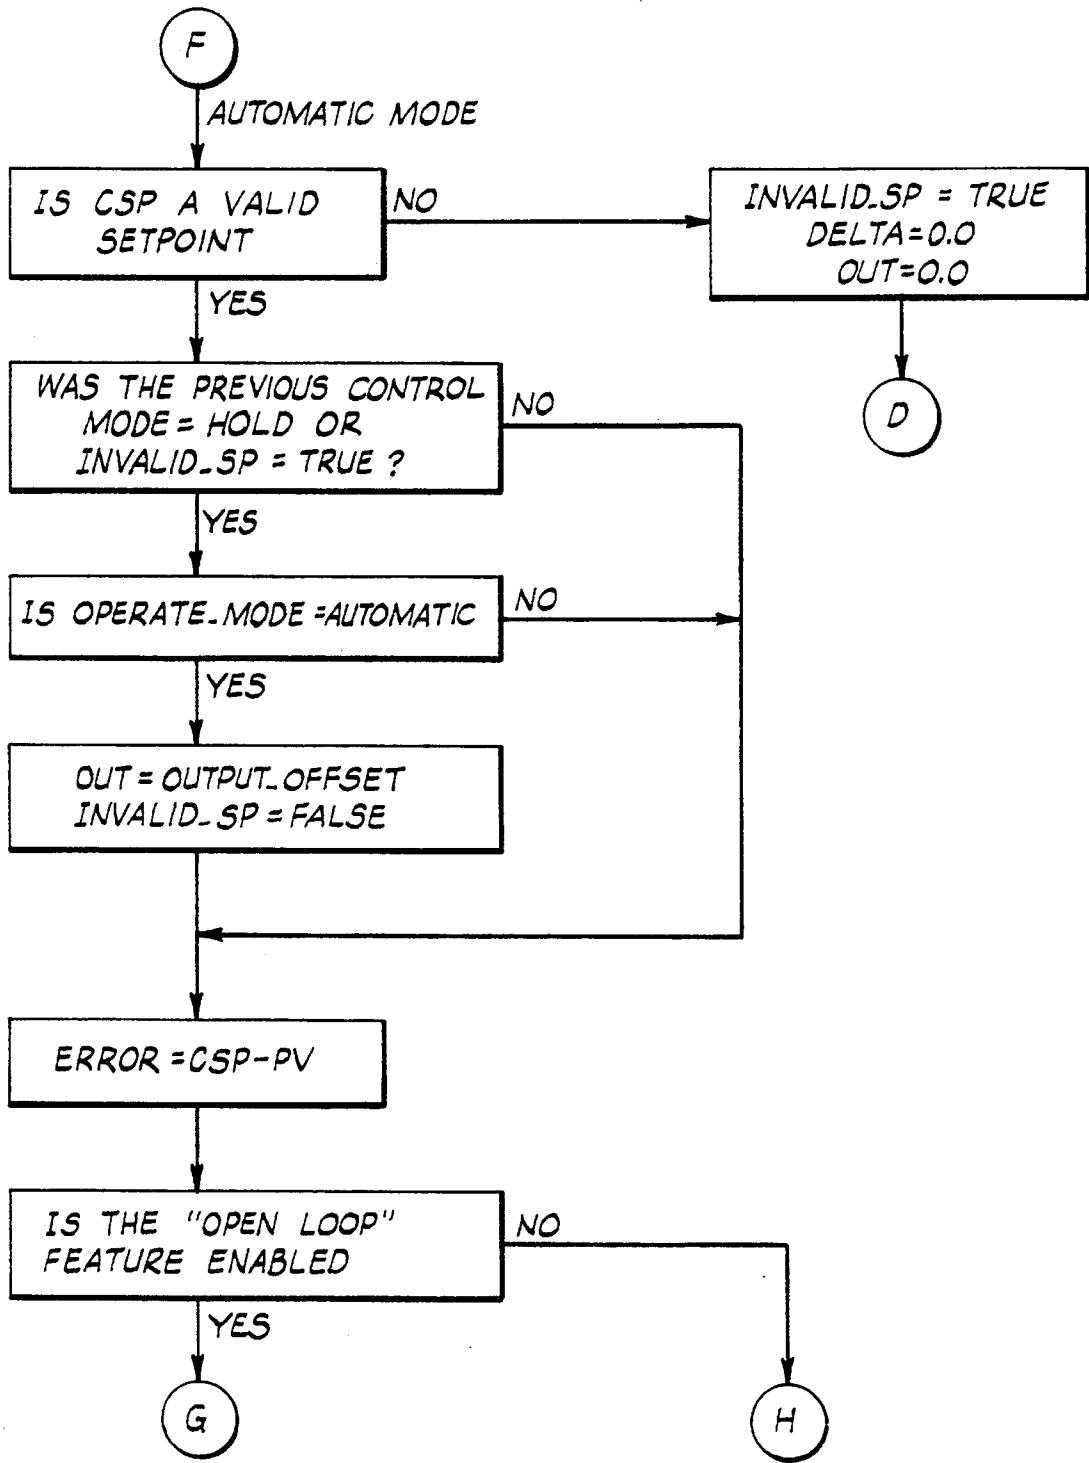 F
AUTOMATIC MODE
IS CSP A VALID
SETPOINT
NO
INVALID_SP = TRUE
DELTA=0.0
OUT=0.0
YES
D
WAS THE PREVIOUS CONTROL
MODE = HOLD OR
INVALID_SP = TRUE ?
NO
YES
IS OPERATE_MODE =AUTOMATIC
NO
YES
OUT = OUTPUT_OFFSET
INVALID_SP = FALSE
ERROR =CSP-PV
IS THE "OPEN LOOP"
FEATURE ENABLED
NO
YES
G
H